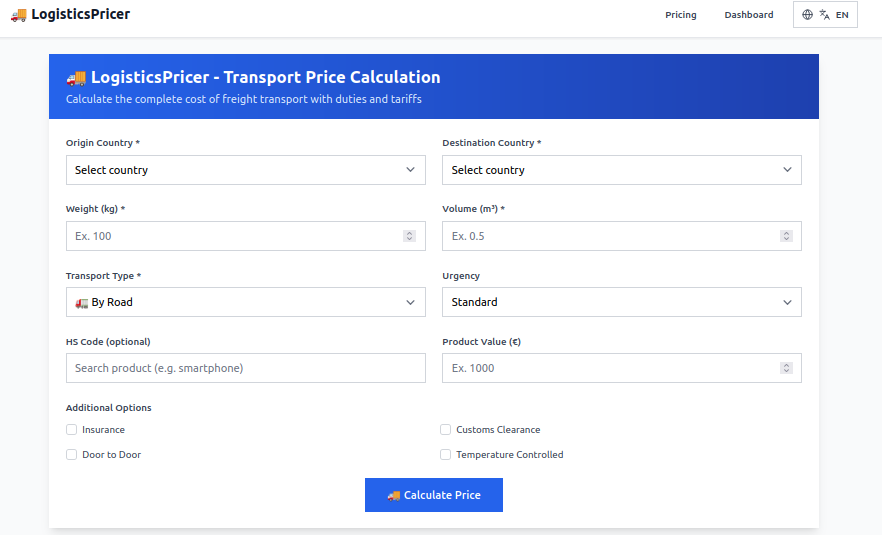 🚚 LogisticsPricer Pricing Dashboard EN
🚚 LogisticsPricer - Transport Price Calculation
Calculate the complete cost of freight transport with duties and tariffs
Origin Country * Destination Country *
Select country Select country
Weight (kg) * Volume (m³) *
Ex. 100 Ex. 0.5
Transport Type * Urgency
🚛 By Road Standard
HS Code (optional) Product Value (€)
Search product (e.g. smartphone) Ex. 1000
Additional Options
Insurance Customs Clearance
Door to Door Temperature Controlled
🚚 Calculate Price